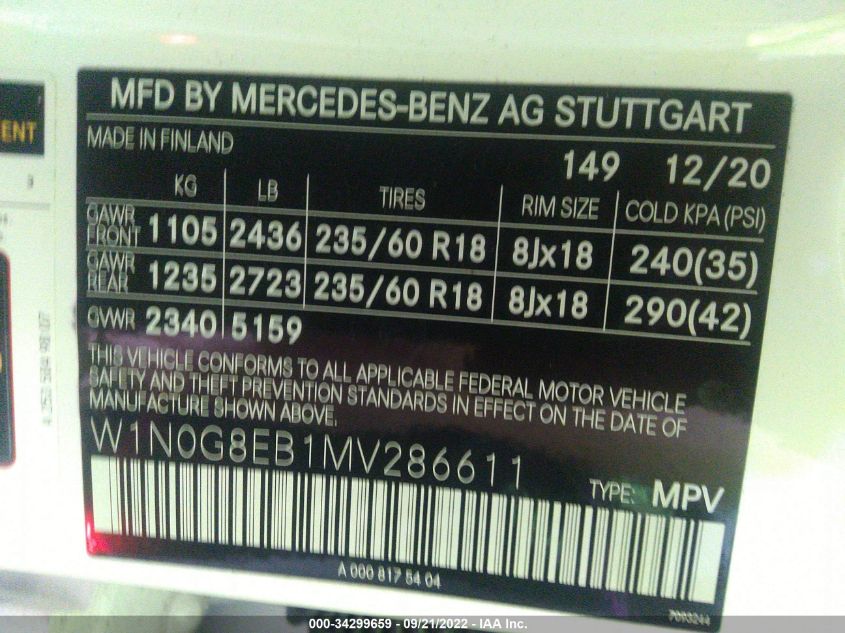 MFD BY MERCEDES-BENZ AG STUTTGART
MADE IN FINLAND
149 12/20
KG LB TIRES RIM SIZE COLD KPA (PSI)
GAWR FRONT 1105 2436 235/60 R18 8Jx18 240(35)
GAWR REAR 1235 2723 235/60 R18 8Jx18 290(42)
GVWR 2340 5159
THIS VEHICLE CONFORMS TO ALL APPLICABLE FEDERAL MOTOR VEHICLE
SAFETY AND THEFT PREVENTION STANDARDS IN EFFECT ON THE DATE OF
MANUFACTURE SHOWN ABOVE.
W1N0G8EB1MV286611
TYPE: MPV
A 000 817 54 04
7093244
ENT
000-34299659 - 09/21/2022 - IAA Inc.